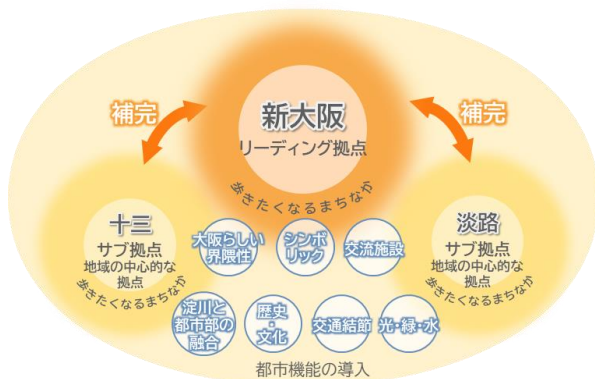 補完
新大阪
リーディング拠点
補完
歩きたくなるまちなか
十三
サブ拠点
地域の中心的な
拠点
歩きたくなるまちなか
大阪らしい
界隈性
シンボ
リック
交流施設
淡路
サブ拠点
地域の中心的な
拠点
歩きたくなるまちなか
淀川と
都市部の
融合
歴史
・
文化
交通結節
光・緑・水
都市機能の導入